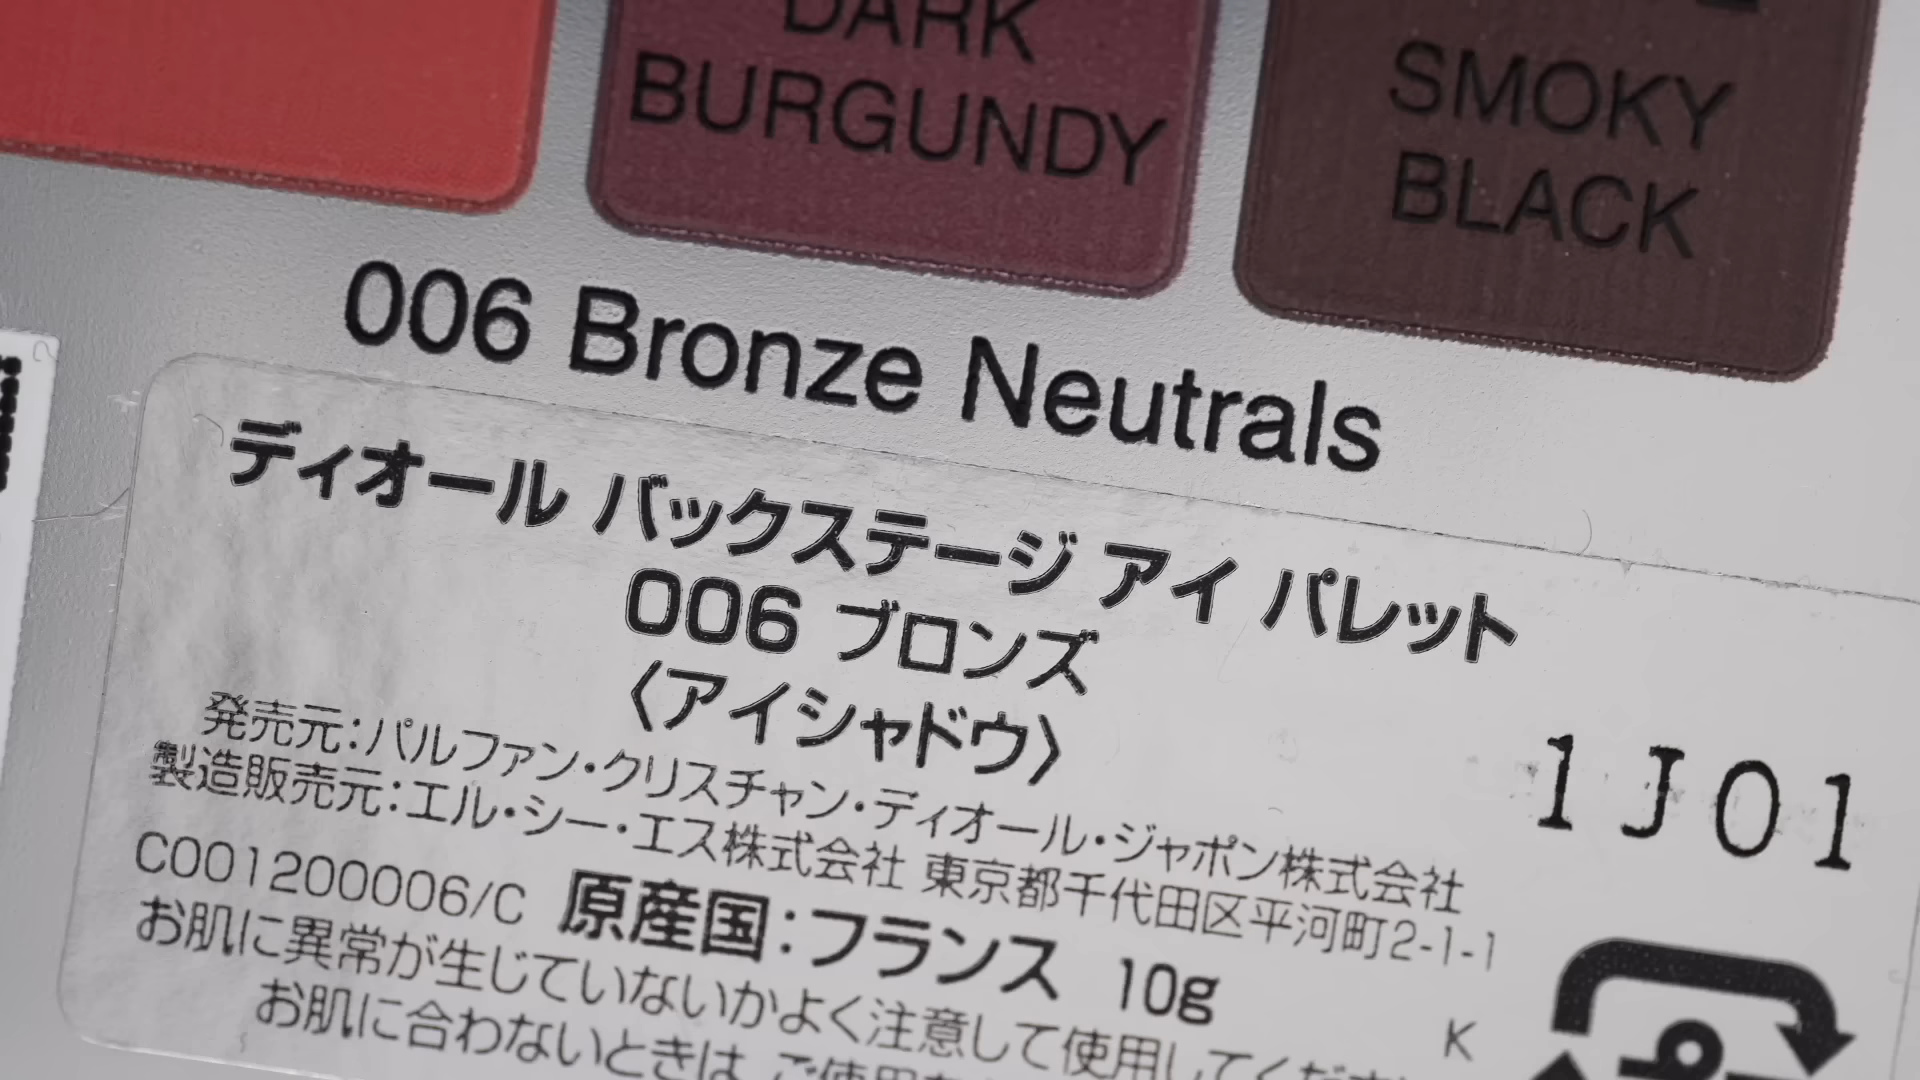 DARK
BURGUNDY
SMOKY
BLACK
006 Bronze Neutrals
ディオール バックステージ アイ パレット
006 ブロンズ
〈アイシャドウ〉
1J01
発売元:パルファン・クリスチャン・ディオール・ジャポン株式会社
製造販売元:エル・シー・エス株式会社 東京都千代田区平河町2-1-1
C001200006/C 原産国:フランス 10g
K
お肌に異常が生じていないかよく注意して使用してくだ
お肌に合わないときは ご使用